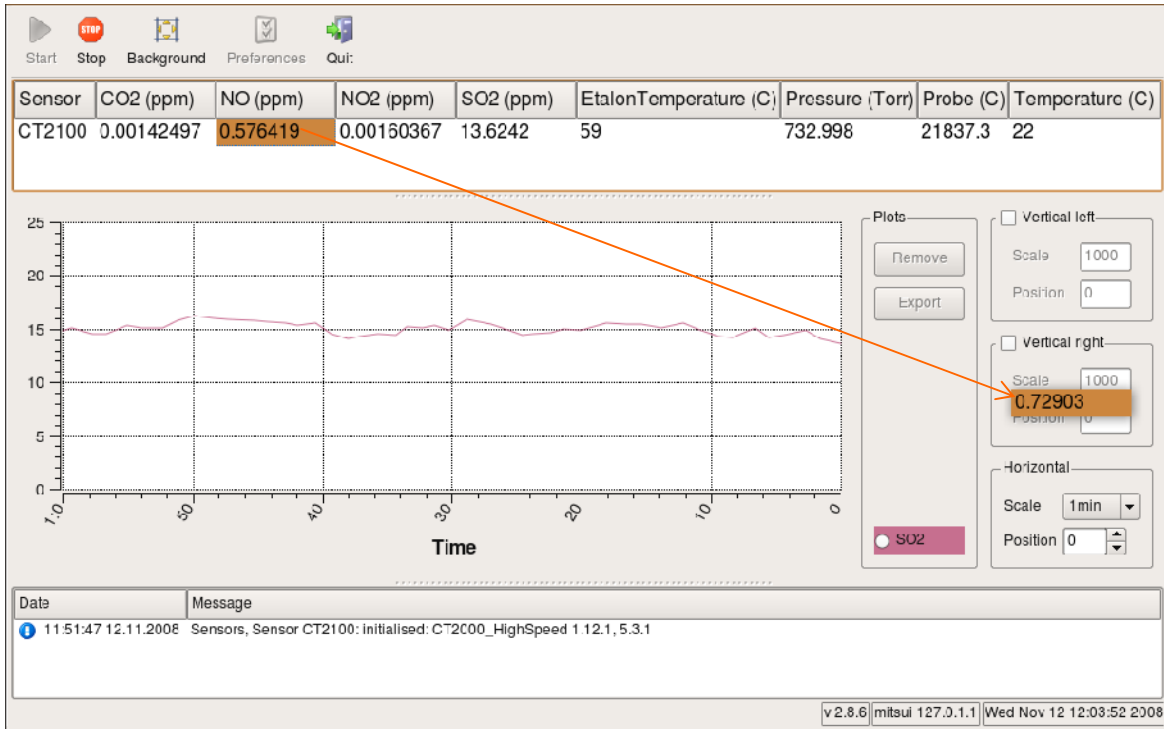 Start Stop Background Preferences Quit
Sensor CO2 (ppm) NO (ppm) NO2 (ppm) SO2 (ppm) EtalonTemperature (C) Pressure (Torr) Probe (C) Temperature (C)
CT2100 0.00142497 0.576419 0.00160367 13.6242 59 732.998 21837.3 22
25
20
15
10
5
0
1:0 50 40 30 20 10 0
Time
Plots
Remove
Export
SO2
Vertical left
Scale 1000
Position 0
Vertical right
Scale 1000
0.72903
Position 0
Horizontal
Scale 1min
Position 0
Date Message
11:51:47 12.11.2008 Sensors, Sensor CT2100: initialised: CT2000_HighSpeed 1.12.1, 5.3.1
v 2.8.6 mitsui 127.0.1.1 Wed Nov 12 12:03:52 2008